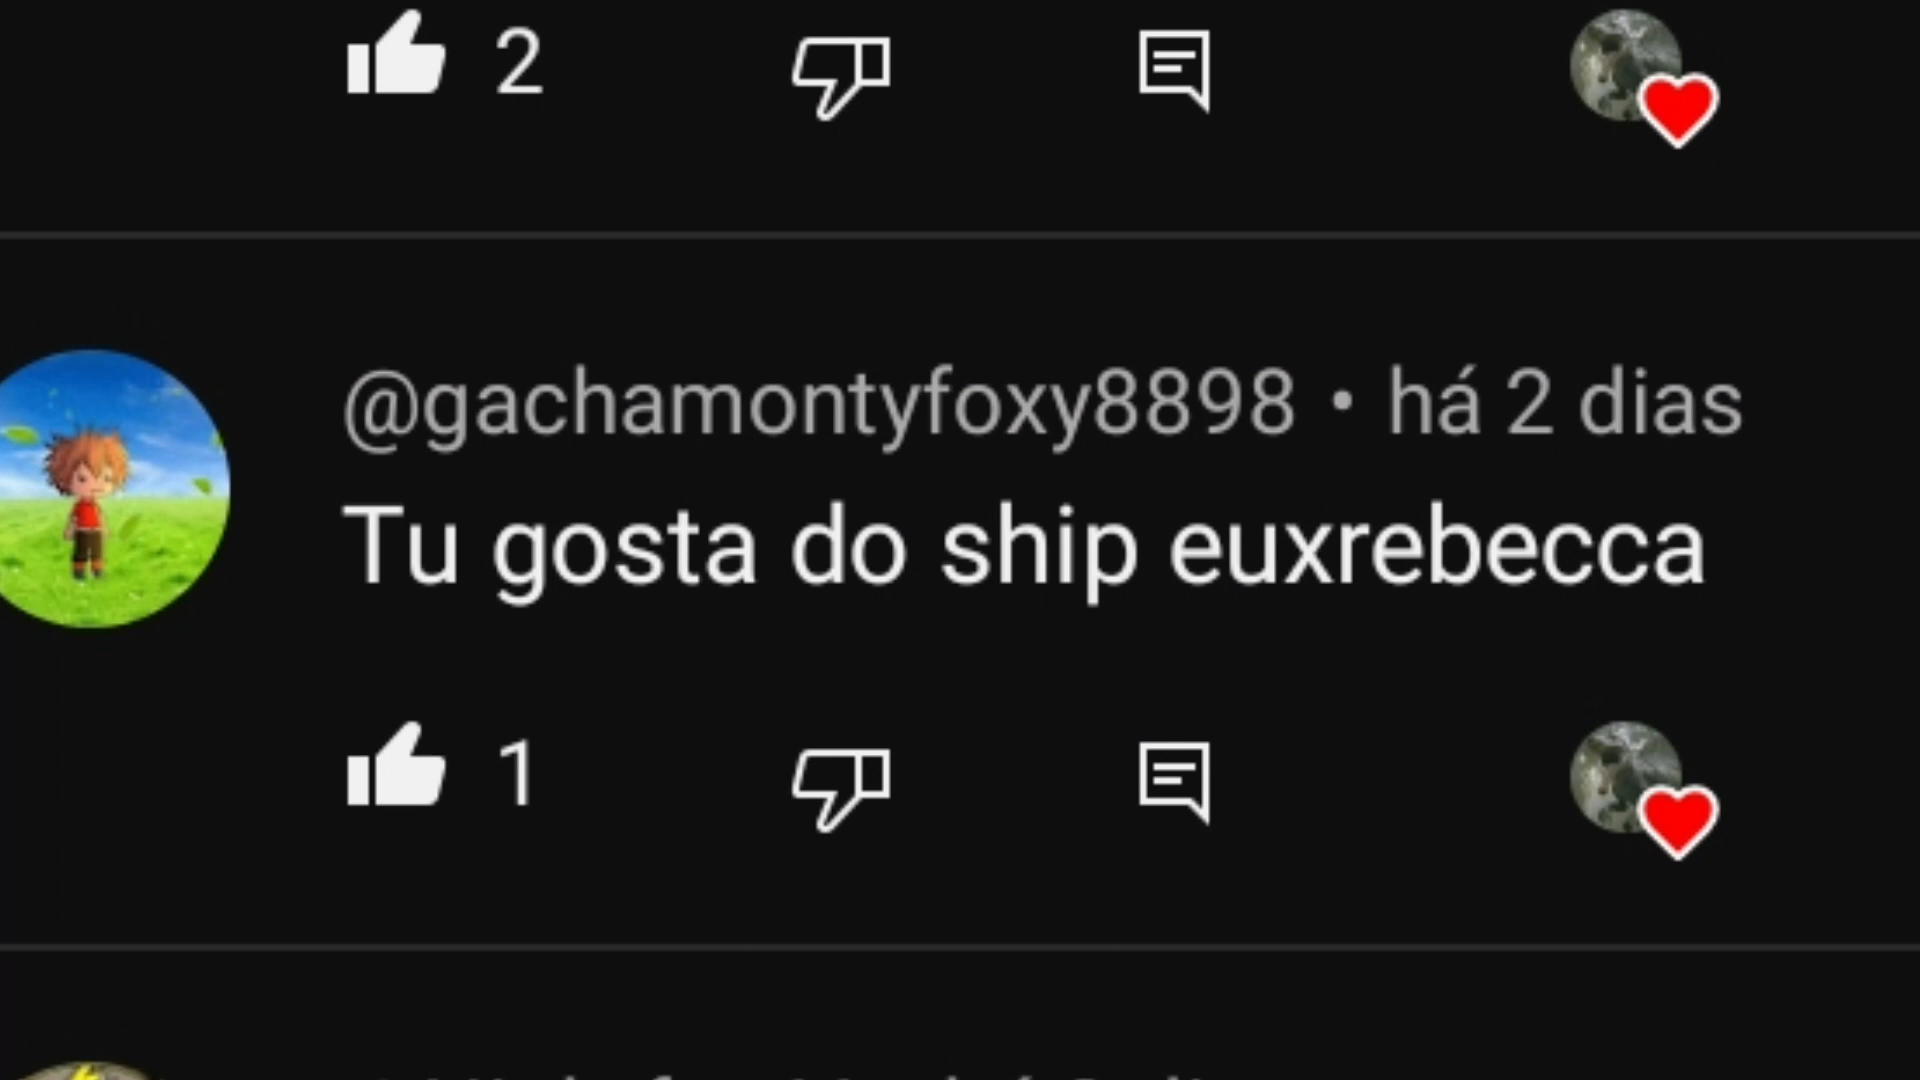 2
@gachamontyfoxy8898 • há 2 dias
Tu gosta do ship euxrebecca
1